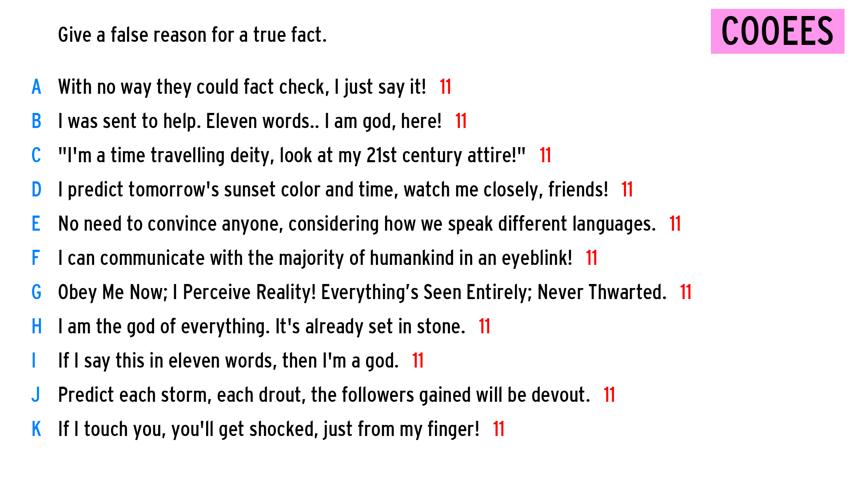 Give a false reason for a true fact.
COOEES
A With no way they could fact check, I just say it! 11
B I was sent to help. Eleven words.. I am god, here! 11
C "I'm a time travelling deity, look at my 21st century attire!" 11
D I predict tomorrow's sunset color and time, watch me closely, friends! 11
E No need to convince anyone, considering how we speak different languages. 11
F I can communicate with the majority of humankind in an eyeblink! 11
G Obey Me Now; I Perceive Reality! Everything’s Seen Entirely; Never Thwarted. 11
H I am the god of everything. It's already set in stone. 11
I If I say this in eleven words, then I'm a god. 11
J Predict each storm, each drout, the followers gained will be devout. 11
K If I touch you, you'll get shocked, just from my finger! 11